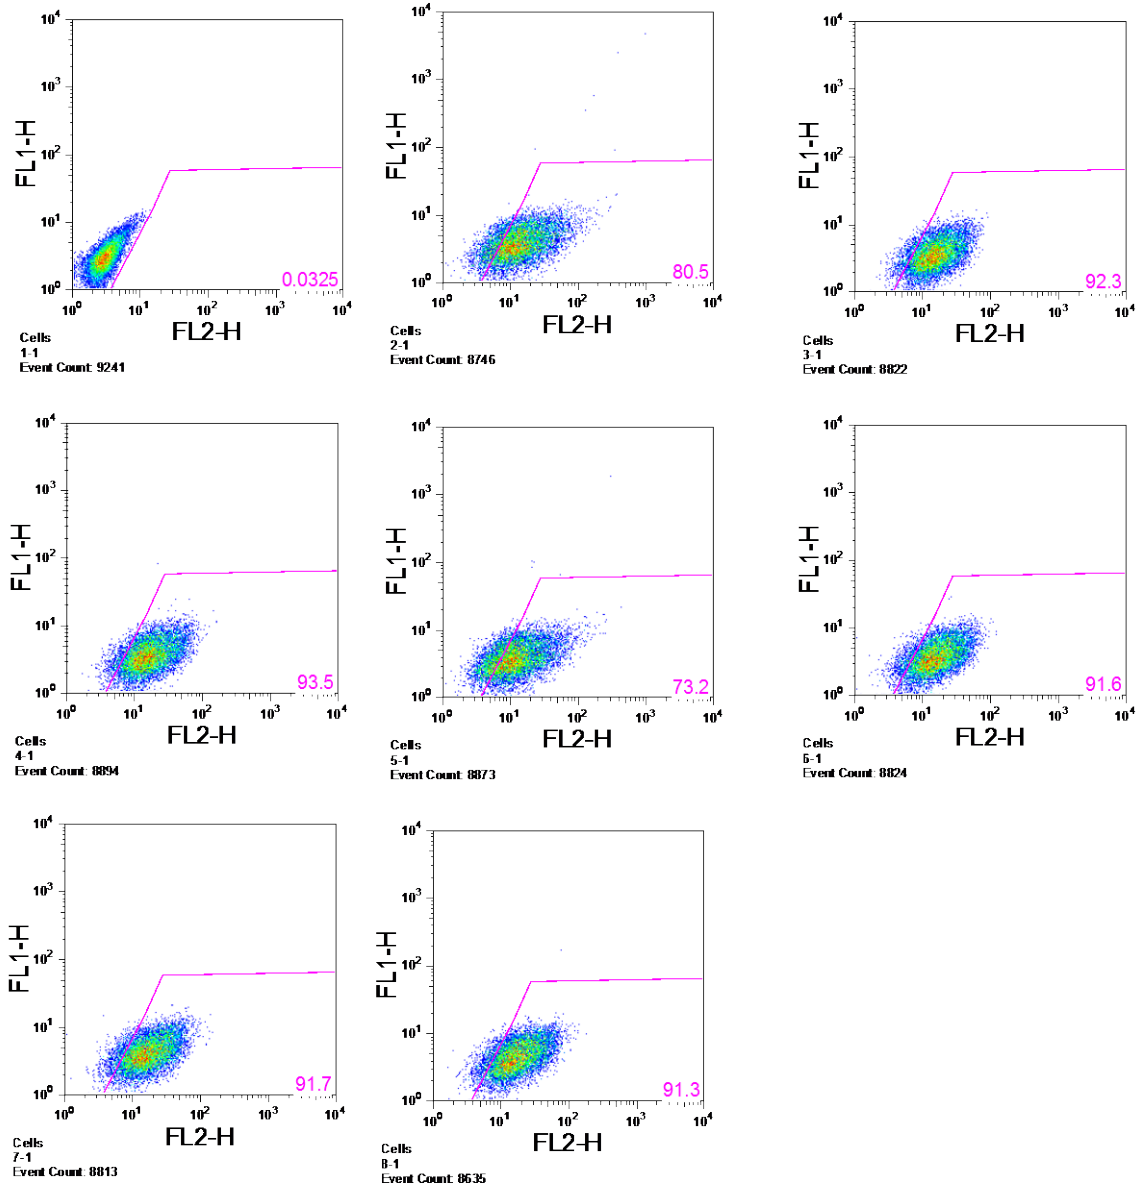 10⁴
10³
10²
10¹
10⁰
FL1-H
0.0325
10⁰ 10¹ 10² 10³ 10⁴
FL2-H
Cells
1-1
Event Count: 9241
10⁴
10³
10²
10¹
10⁰
FL1-H
80.5
10⁰ 10¹ 10² 10³ 10⁴
FL2-H
Cells
2-1
Event Count: 8746
10⁴
10³
10²
10¹
10⁰
FL1-H
92.3
10⁰ 10¹ 10² 10³ 10⁴
FL2-H
Cells
3-1
Event Count: 8822
10⁴
10³
10²
10¹
10⁰
FL1-H
93.5
10⁰ 10¹ 10² 10³ 10⁴
FL2-H
Cells
4-1
Event Count: 8894
10⁴
10³
10²
10¹
10⁰
FL1-H
73.2
10⁰ 10¹ 10² 10³ 10⁴
FL2-H
Cells
5-1
Event Count: 8873
10⁴
10³
10²
10¹
10⁰
FL1-H
91.6
10⁰ 10¹ 10² 10³ 10⁴
FL2-H
Cells
6-1
Event Count: 8824
10⁴
10³
10²
10¹
10⁰
FL1-H
91.7
10⁰ 10¹ 10² 10³ 10⁴
FL2-H
Cells
7-1
Event Count: 8813
10⁴
10³
10²
10¹
10⁰
FL1-H
91.3
10⁰ 10¹ 10² 10³ 10⁴
FL2-H
Cells
8-1
Event Count: 8635